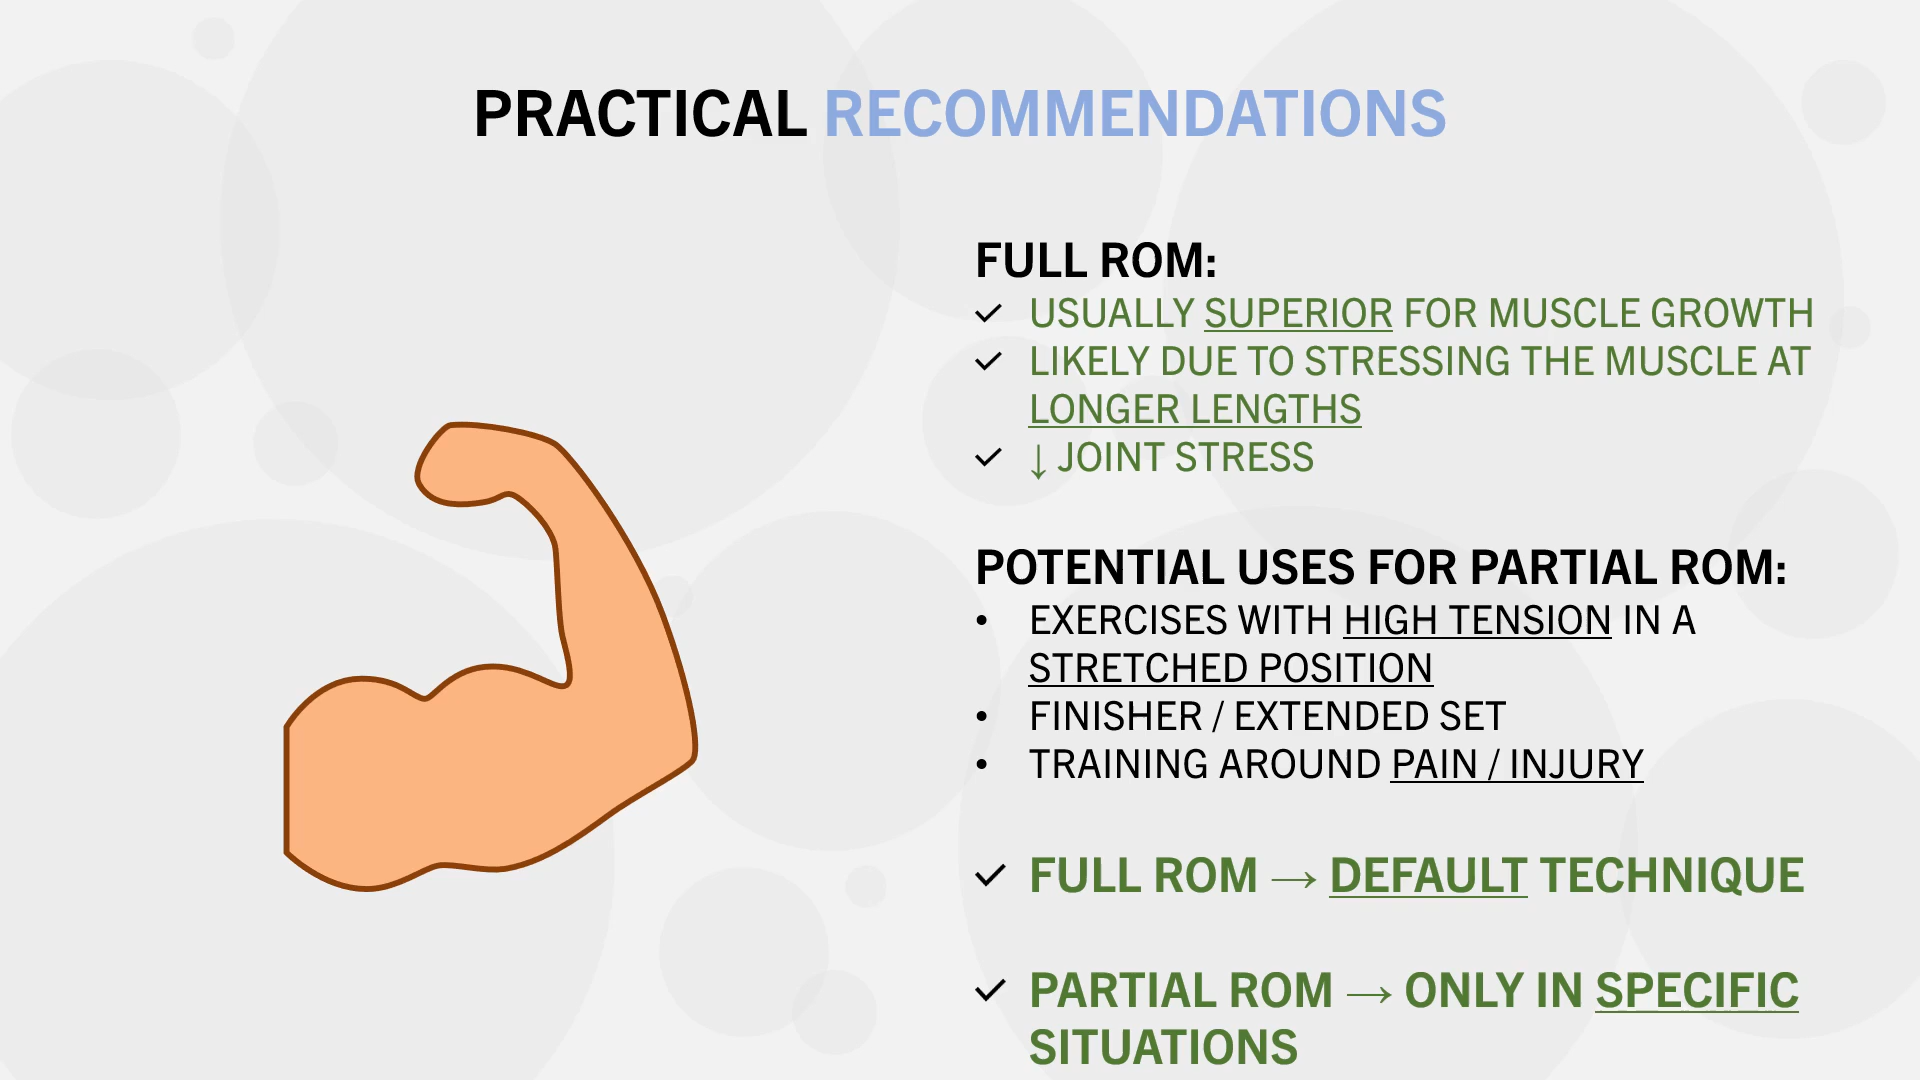 PRACTICAL RECOMMENDATIONS
FULL ROM:
✓ USUALLY SUPERIOR FOR MUSCLE GROWTH
✓ LIKELY DUE TO STRESSING THE MUSCLE AT
LONGER LENGTHS
✓ ↓ JOINT STRESS
POTENTIAL USES FOR PARTIAL ROM:
• EXERCISES WITH HIGH TENSION IN A
STRETCHED POSITION
• FINISHER / EXTENDED SET
• TRAINING AROUND PAIN / INJURY
✓ FULL ROM → DEFAULT TECHNIQUE
✓ PARTIAL ROM → ONLY IN SPECIFIC
SITUATIONS